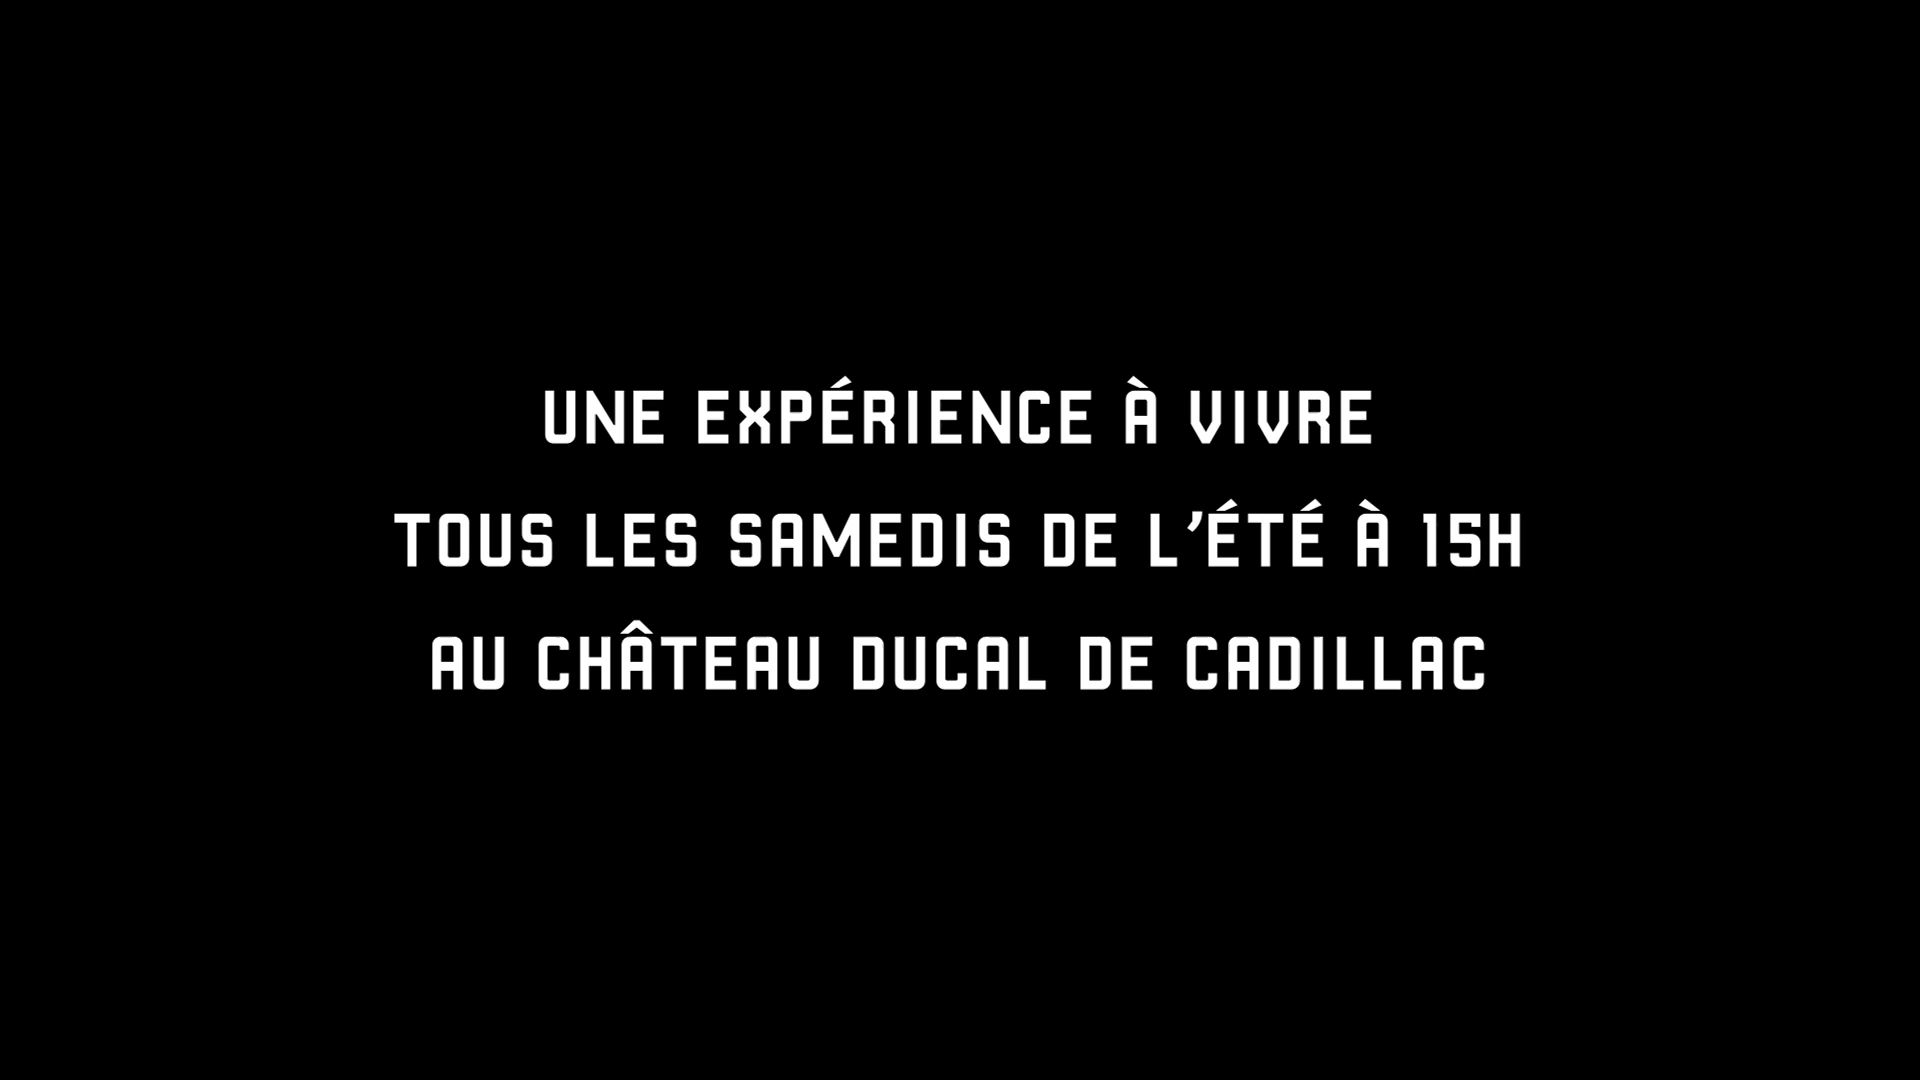 UNE EXPÉRIENCE À VIVRE
TOUS LES SAMEDIS DE L’ÉTÉ À 15H
AU CHÂTEAU DUCAL DE CADILLAC